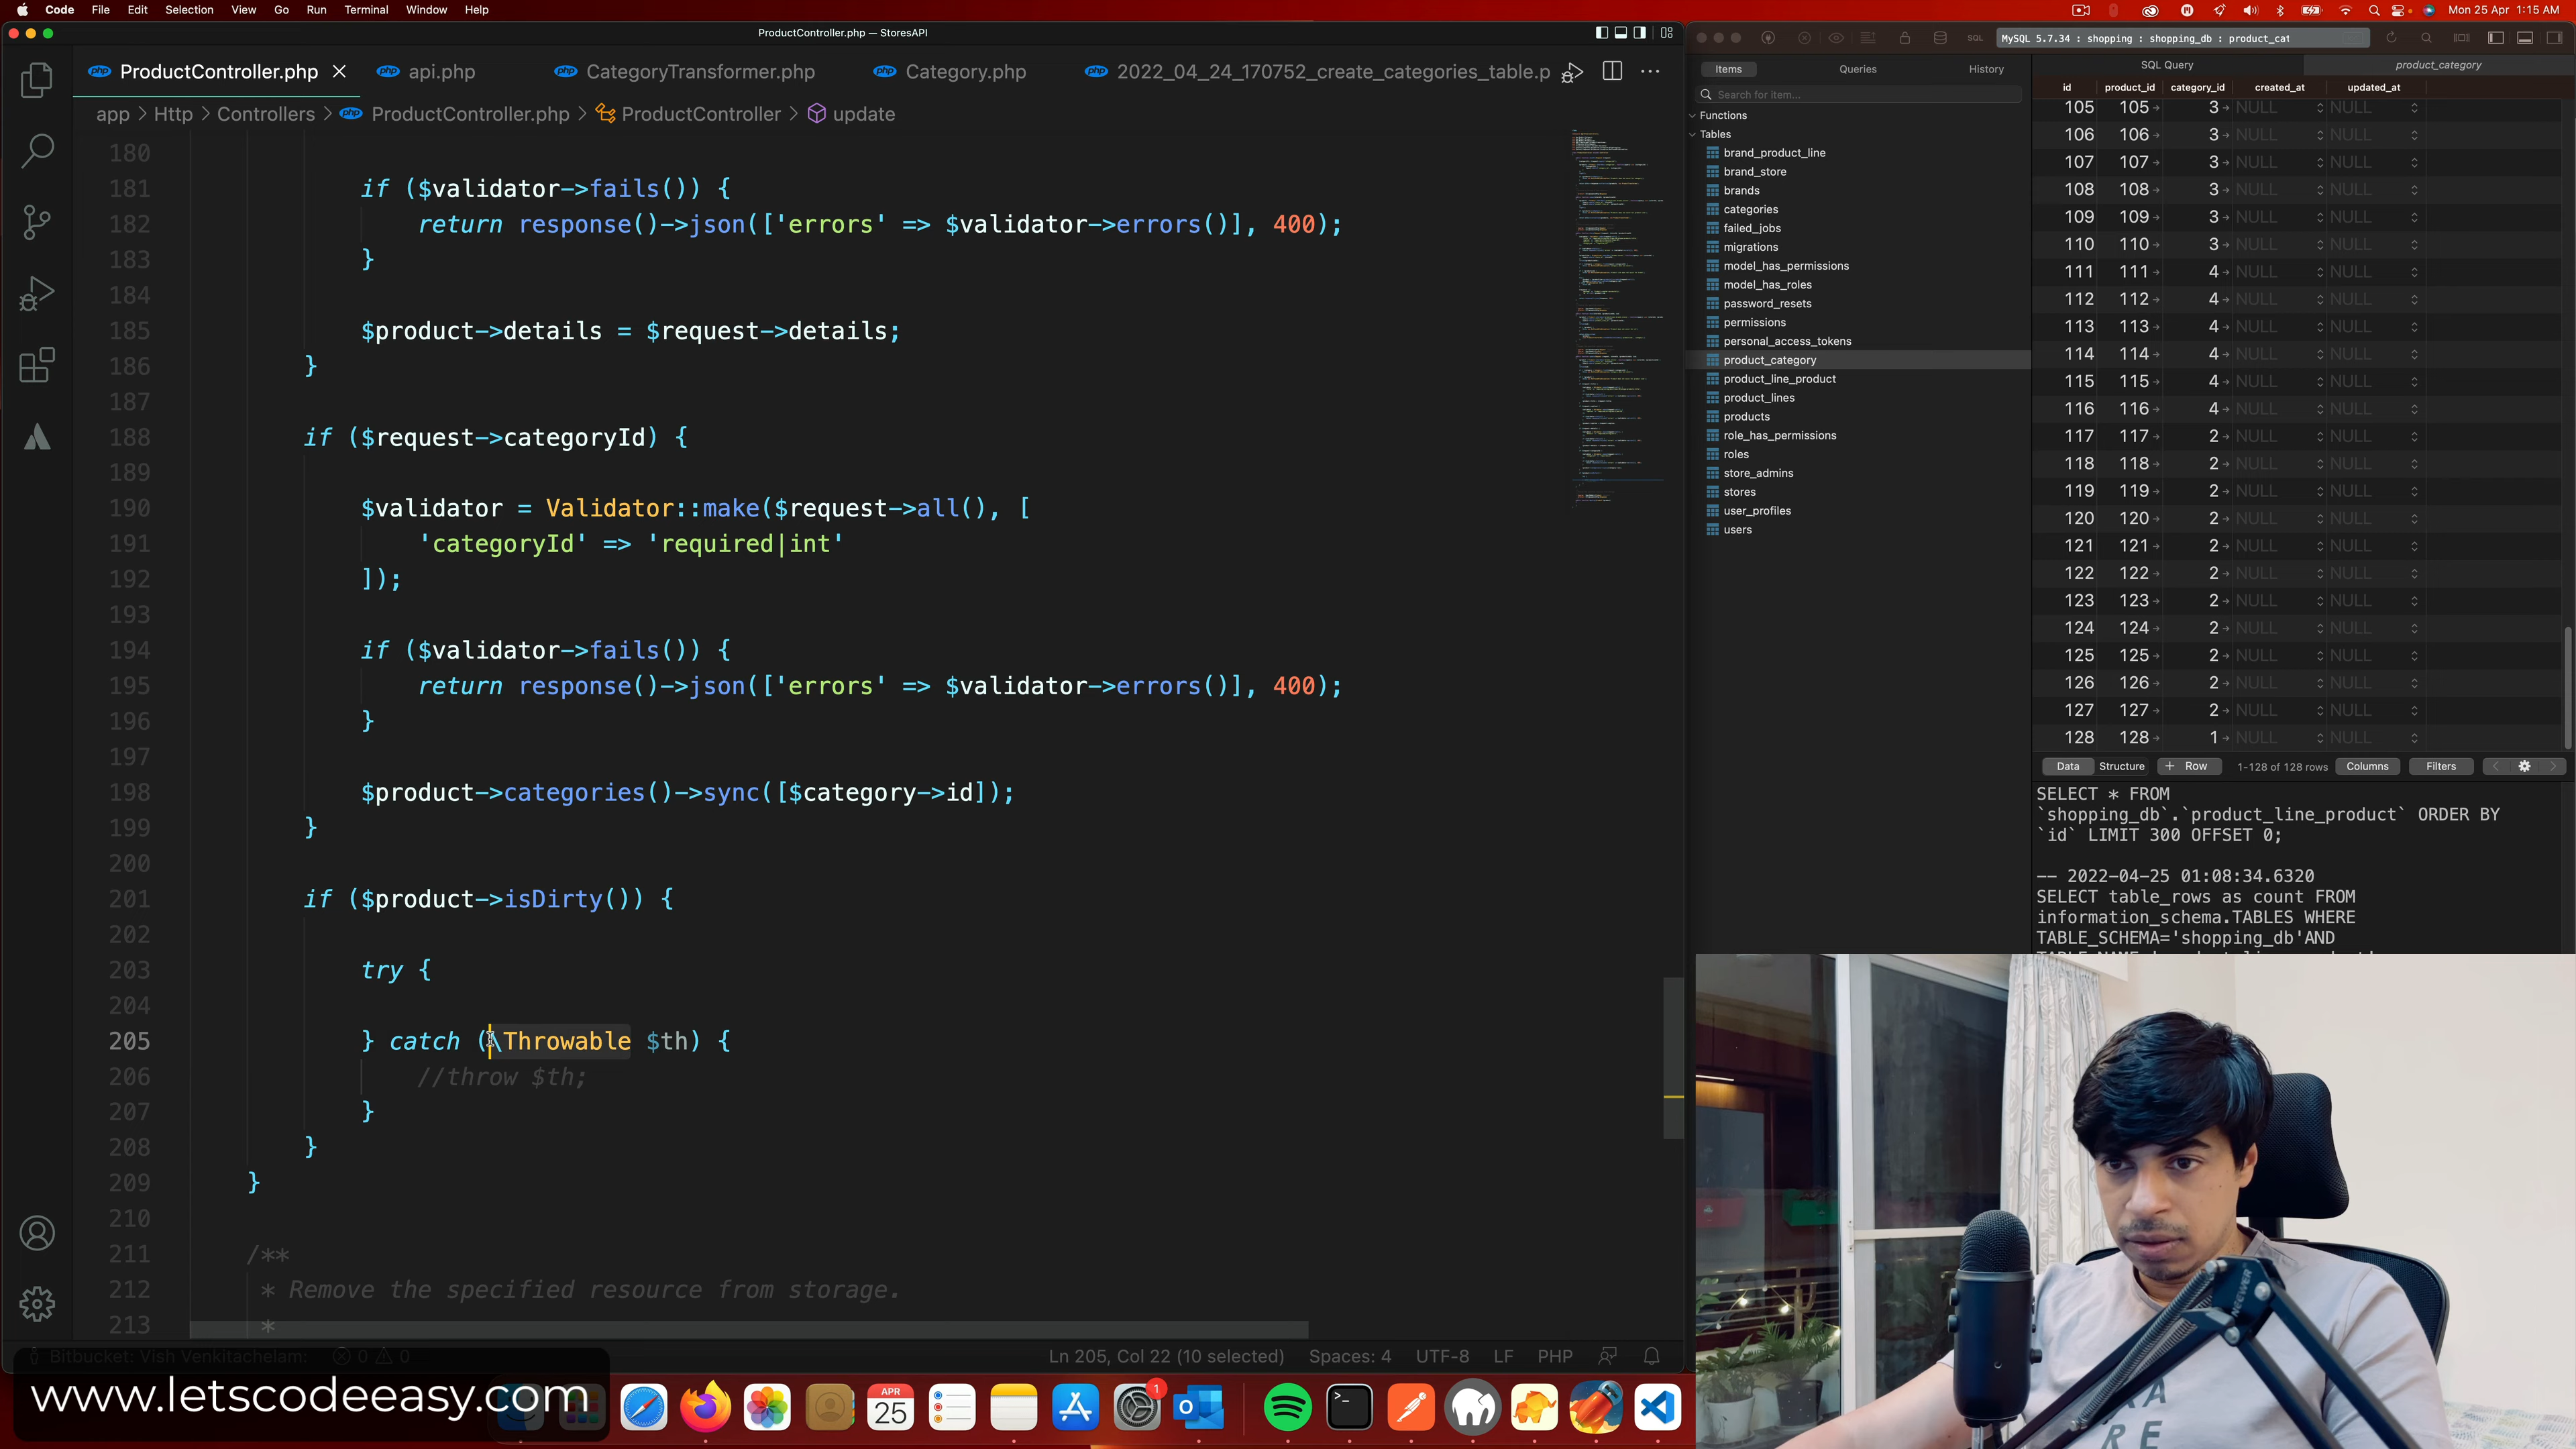 Code File Edit Selection View Go Run Terminal Window Help
Mon 25 Apr 1:15 AM
ProductController.php — StoresAPI
ProductController.php api.php CategoryTransformer.php Category.php 2022_04_24_170752_create_categories_table.p
app > Http > Controllers > ProductController.php > ProductController > update
180
181 if ($validator->fails()) {
182 return response()->json(['errors' => $validator->errors()], 400);
183 }
184
185 $product->details = $request->details;
186 }
187
188 if ($request->categoryId) {
189
190 $validator = Validator::make($request->all(), [
191 'categoryId' => 'required|int'
192 ]);
193
194 if ($validator->fails()) {
195 return response()->json(['errors' => $validator->errors()], 400);
196 }
197
198 $product->categories()->sync([$category->id]);
199 }
200
201 if ($product->isDirty()) {
202
203 try {
204
205 } catch (\Throwable $th) {
206 //throw $th;
207 }
208 }
209 }
210
211 /**
212 * Remove the specified resource from storage.
213 *
Bitbucket: Vish Venkitachelam: 0 0
Ln 205, Col 22 (10 selected) Spaces: 4 UTF-8 LF PHP
www.letscodeeasy.com
APR
25
1
SQL MySQL 5.7.34 : shopping : shopping_db : product_cat
Items Queries History
Search for item...
Functions
Tables
brand_product_line
brand_store
brands
categories
failed_jobs
migrations
model_has_permissions
model_has_roles
password_resets
permissions
personal_access_tokens
product_category
product_line_product
product_lines
products
role_has_permissions
roles
store_admins
stores
user_profiles
users
SQL Query product_category
id product_id category_id created_at updated_at
105 105 3 NULL NULL
106 106 3 NULL NULL
107 107 3 NULL NULL
108 108 3 NULL NULL
109 109 3 NULL NULL
110 110 3 NULL NULL
111 111 4 NULL NULL
112 112 4 NULL NULL
113 113 4 NULL NULL
114 114 4 NULL NULL
115 115 4 NULL NULL
116 116 4 NULL NULL
117 117 2 NULL NULL
118 118 2 NULL NULL
119 119 2 NULL NULL
120 120 2 NULL NULL
121 121 2 NULL NULL
122 122 2 NULL NULL
123 123 2 NULL NULL
124 124 2 NULL NULL
125 125 2 NULL NULL
126 126 2 NULL NULL
127 127 2 NULL NULL
128 128 1 NULL NULL
Data Structure + Row 1-128 of 128 rows Columns Filters
SELECT * FROM
`shopping_db`.`product_line_product` ORDER BY
`id` LIMIT 300 OFFSET 0;
-- 2022-04-25 01:08:34.6320
SELECT table_rows as count FROM
information_schema.TABLES WHERE
TABLE_SCHEMA='shopping_db'AND
NEEWER